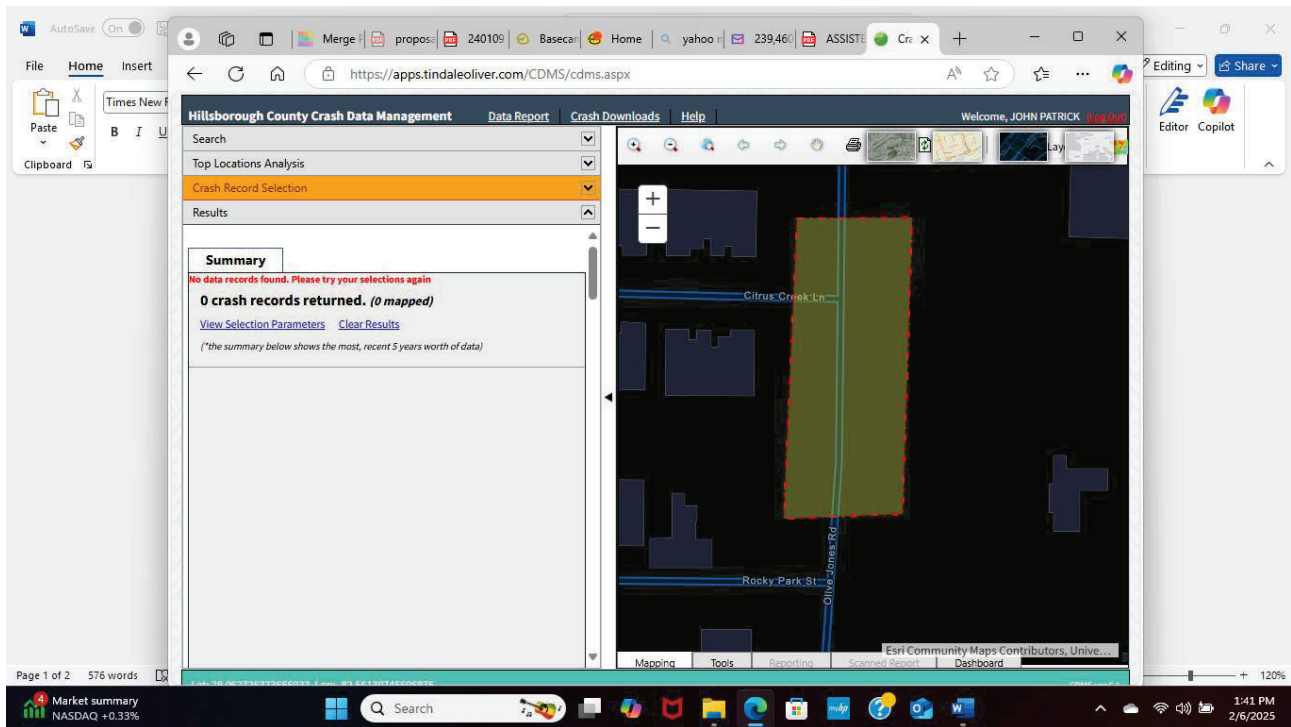 AutoSave On
Merge P
proposa
240109
Basecar
Home
yahoo r
239,460
ASSISTE
Cra
File Home Insert
https://apps.tindaleoliver.com/CDMS/cdms.aspx
Editing
Share
Paste
Times New F
B I U
Clipboard
Editor Copilot
Hillsborough County Crash Data Management Data Report Crash Downloads Help Welcome, JOHN PATRICK (Log Out)
Search
Top Locations Analysis
Crash Record Selection
Results
Lay
Summary
No data records found. Please try your selections again
0 crash records returned. (0 mapped)
View Selection Parameters Clear Results
(*the summary below shows the most, recent 5 years worth of data)
Citrus Creek Ln
Olive Jones Rd
Rocky Park St
Esri Community Maps Contributors, Unive...
Mapping Tools Reporting Scanned Report Dashboard
Page 1 of 2 576 words
120%
4
Market summary
NASDAQ +0.33%
Search
1:41 PM
2/6/2025